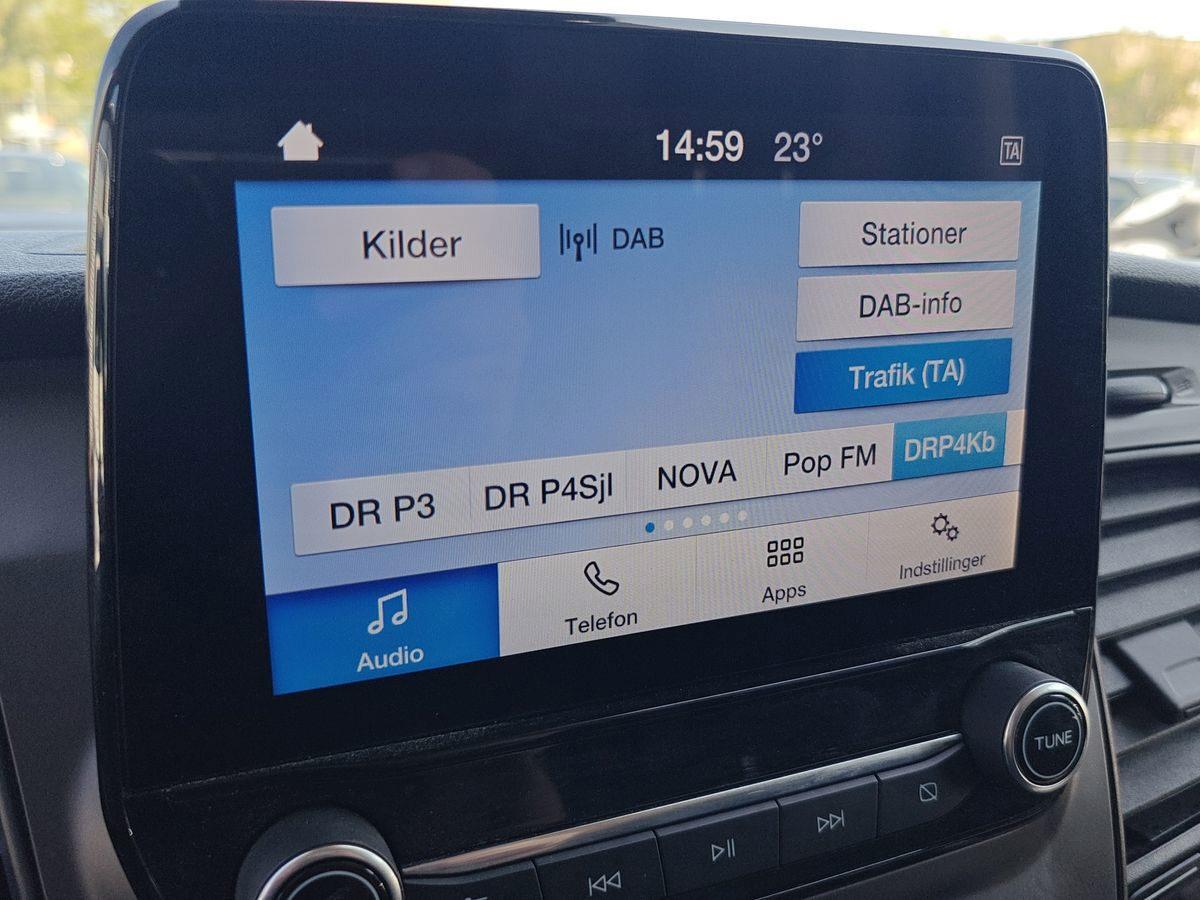 14:59 23° TA
Kilder DAB Stationer
DAB-info
Trafik (TA)
DR P3 DR P4Sjl NOVA Pop FM DRP4Kb
Audio Telefon Apps Indstillinger
TUNE